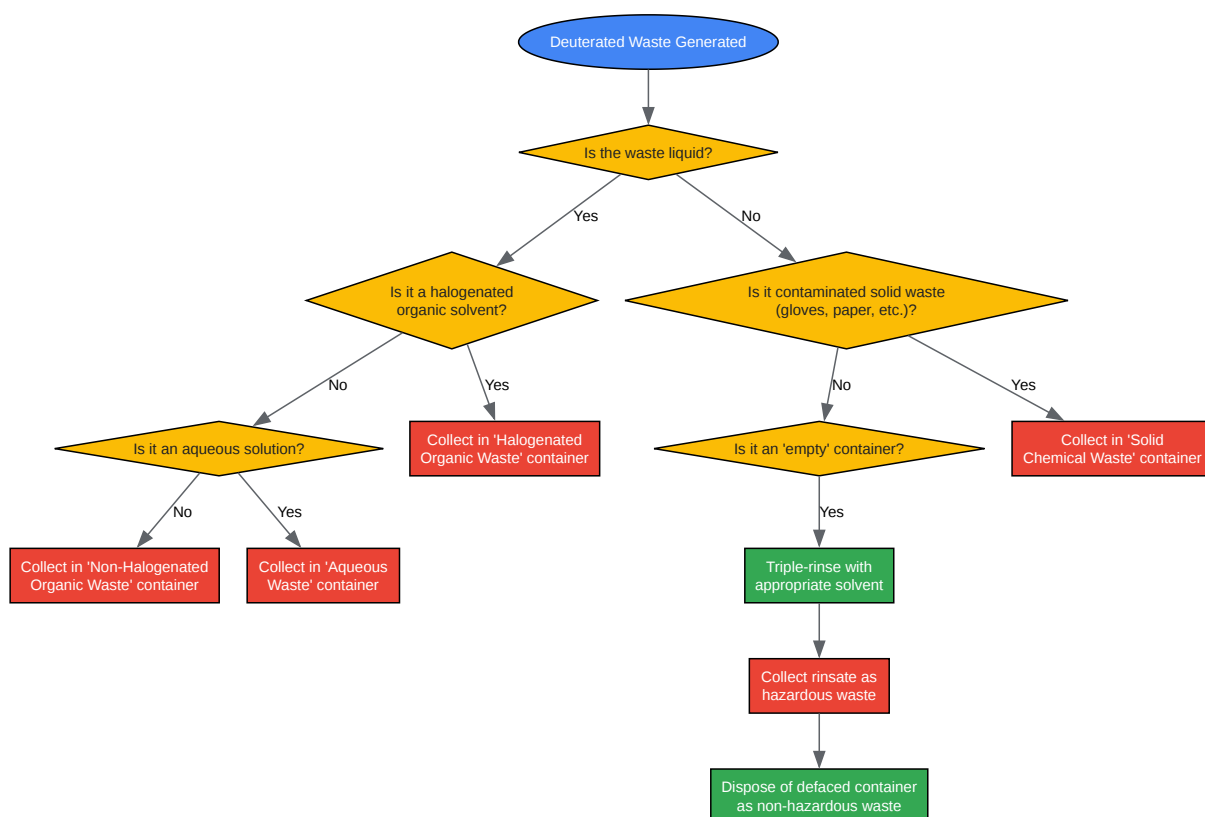 Deuterated Waste Generated
Is the waste liquid?
Yes
No
Is it a halogenated
organic solvent?
Is it contaminated solid waste
(gloves, paper, etc.)?
No
Yes
No
Yes
Is it an aqueous solution?
Collect in 'Halogenated
Organic Waste' container
Is it an 'empty' container?
Collect in 'Solid
Chemical Waste' container
No
Yes
Yes
Collect in 'Non-Halogenated
Organic Waste' container
Collect in 'Aqueous
Waste' container
Triple-rinse with
appropriate solvent
Collect rinsate as
hazardous waste
Dispose of defaced container
as non-hazardous waste